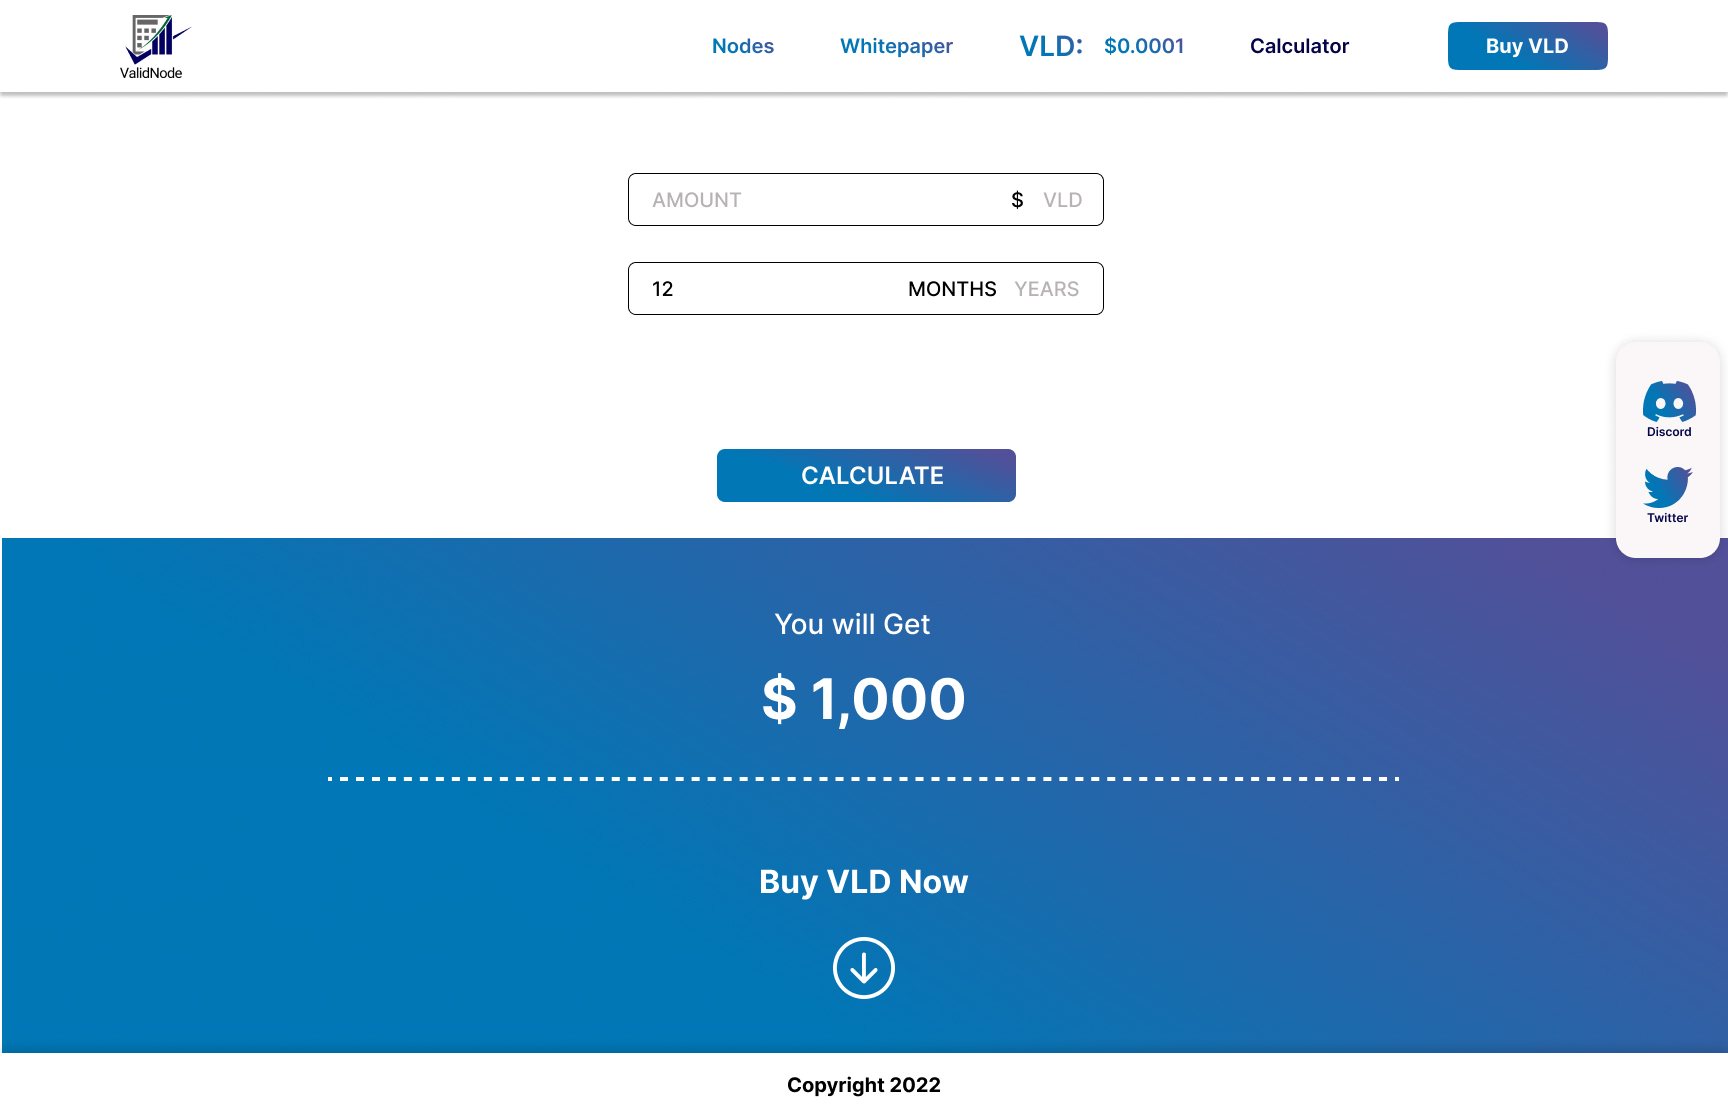 ValidNode
Nodes Whitepaper VLD: $0.0001 Calculator Buy VLD
AMOUNT $ VLD
12 MONTHS YEARS
CALCULATE
Discord
Twitter
You will Get
$ 1,000
Buy VLD Now
Copyright 2022